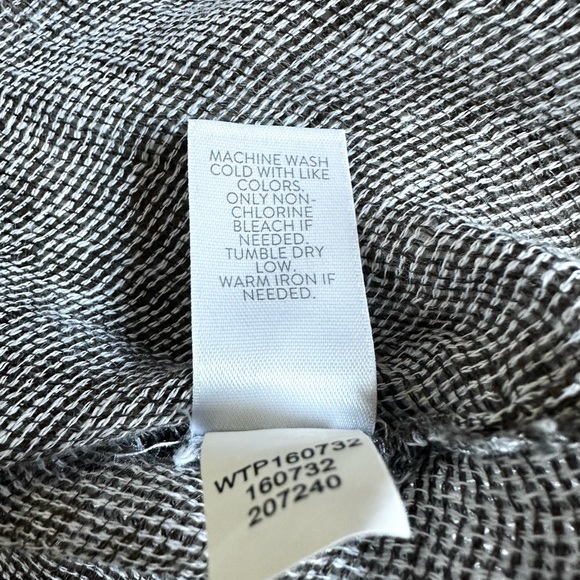 MACHINE WASH
COLD WITH LIKE
COLORS.
ONLY NON-
CHLORINE
BLEACH IF
NEEDED.
TUMBLE DRY
LOW.
WARM IRON IF
NEEDED.
WTP160732
160732
207240